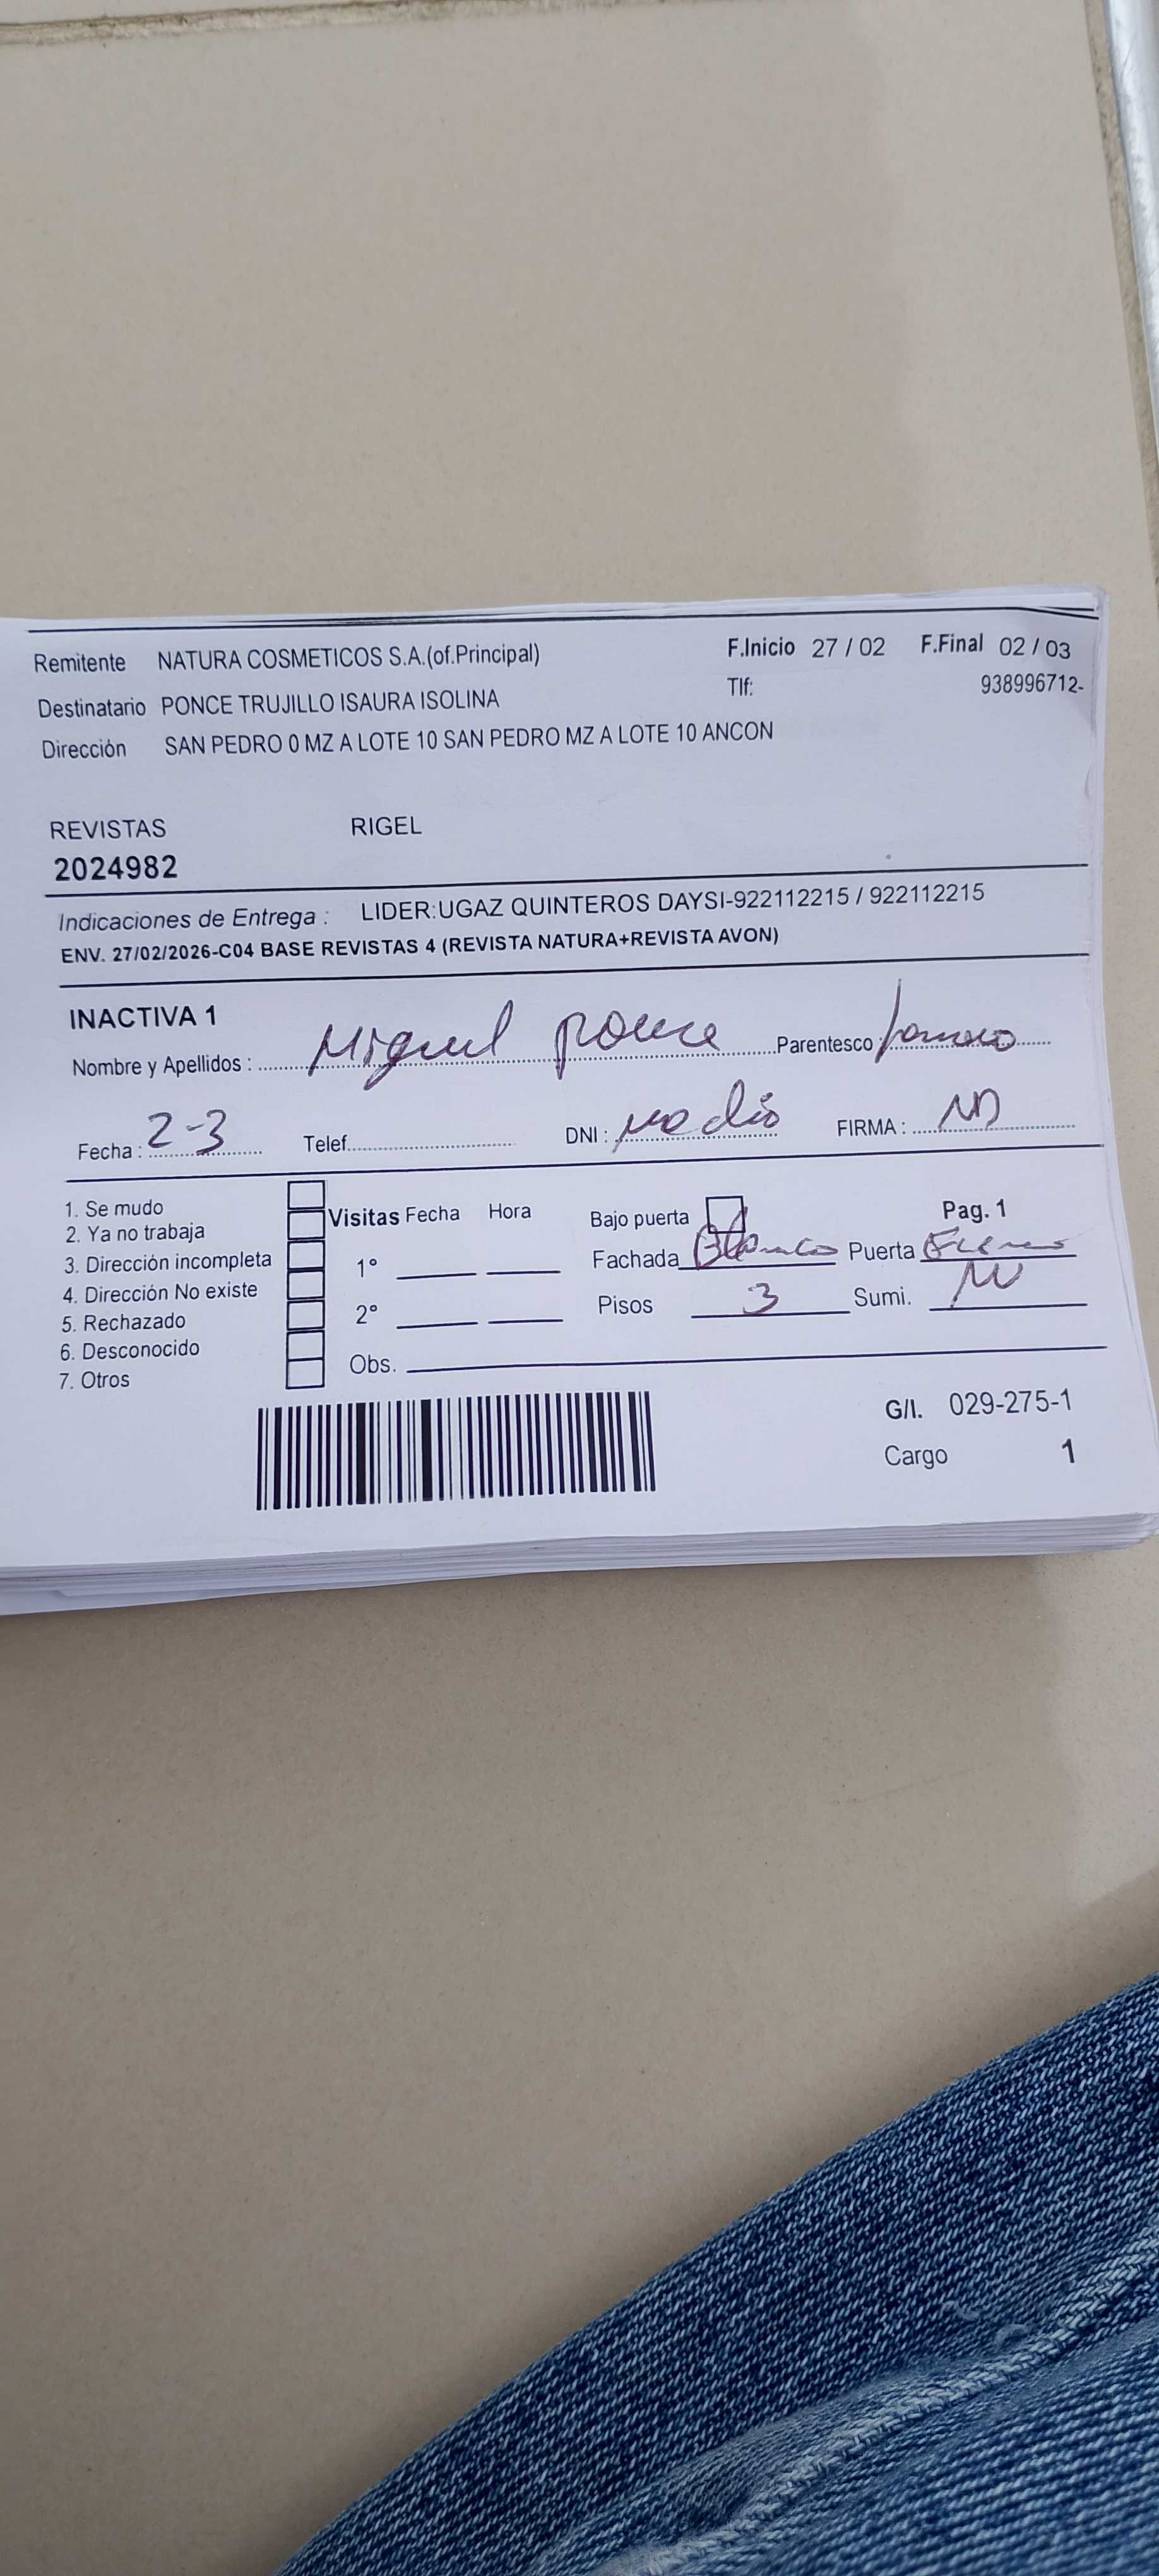 Remitente NATURA COSMETICOS S.A.(of.Principal) F.Inicio 27 / 02 F.Final 02 / 03
Destinatario PONCE TRUJILLO ISAURA ISOLINA Tlf: 938996712-
Dirección SAN PEDRO 0 MZ A LOTE 10 SAN PEDRO MZ A LOTE 10 ANCON
REVISTAS RIGEL
2024982
Indicaciones de Entrega : LIDER:UGAZ QUINTEROS DAYSI-922112215 / 922112215
ENV. 27/02/2026-C04 BASE REVISTAS 4 (REVISTA NATURA+REVISTA AVON)
INACTIVA 1
Nombre y Apellidos : Miguel Ponce Parentesco
Fecha : 2-3 Telef. DNI : no dio FIRMA :
1. Se mudo
2. Ya no trabaja
3. Dirección incompleta
4. Dirección No existe
5. Rechazado
6. Desconocido
7. Otros
Visitas Fecha Hora
1°
2°
Obs.
Bajo puerta Pag. 1
Fachada Blanco Puerta
Pisos 3 Sumi.
G/I. 029-275-1
Cargo 1